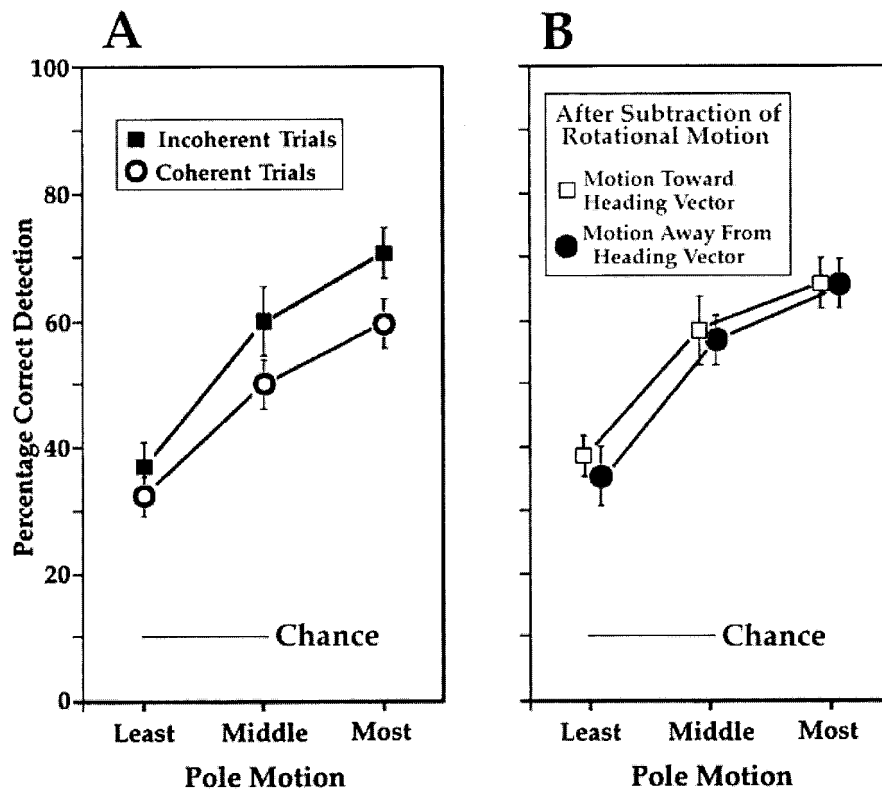 A
100
80
60
40
20
0
Percentage Correct Detection
Incoherent Trials
Coherent Trials
Chance
Least Middle Most
Pole Motion
B
After Subtraction of
Rotational Motion
Motion Toward
Heading Vector
Motion Away From
Heading Vector
Chance
Least Middle Most
Pole Motion